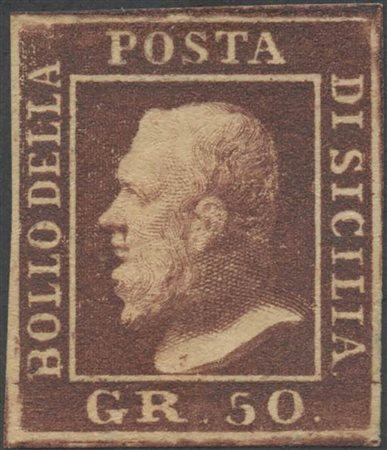 BOLLO DELLA
POSTA
DI SICILIA
GR. 50.